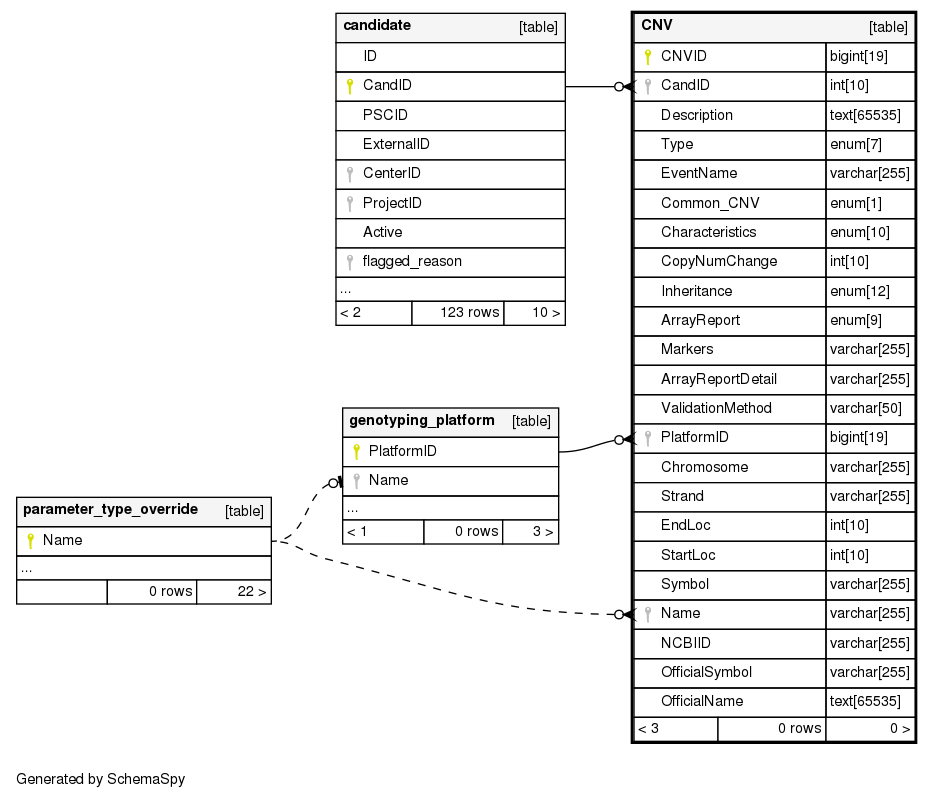 candidate [table]
ID
CandID
PSCID
ExternalID
CenterID
ProjectID
Active
flagged_reason
...
< 2 123 rows 10 >
CNV [table]
CNVID bigint[19]
CandID int[10]
Description text[65535]
Type enum[7]
EventName varchar[255]
Common_CNV enum[1]
Characteristics enum[10]
CopyNumChange int[10]
Inheritance enum[12]
ArrayReport enum[9]
Markers varchar[255]
ArrayReportDetail varchar[255]
ValidationMethod varchar[50]
PlatformID bigint[19]
Chromosome varchar[255]
Strand varchar[255]
EndLoc int[10]
StartLoc int[10]
Symbol varchar[255]
Name varchar[255]
NCBIID varchar[255]
OfficialSymbol varchar[255]
OfficialName text[65535]
< 3 0 rows 0 >
genotyping_platform [table]
PlatformID
Name
...
< 1 0 rows 3 >
parameter_type_override [table]
Name
...
0 rows 22 >
Generated by SchemaSpy